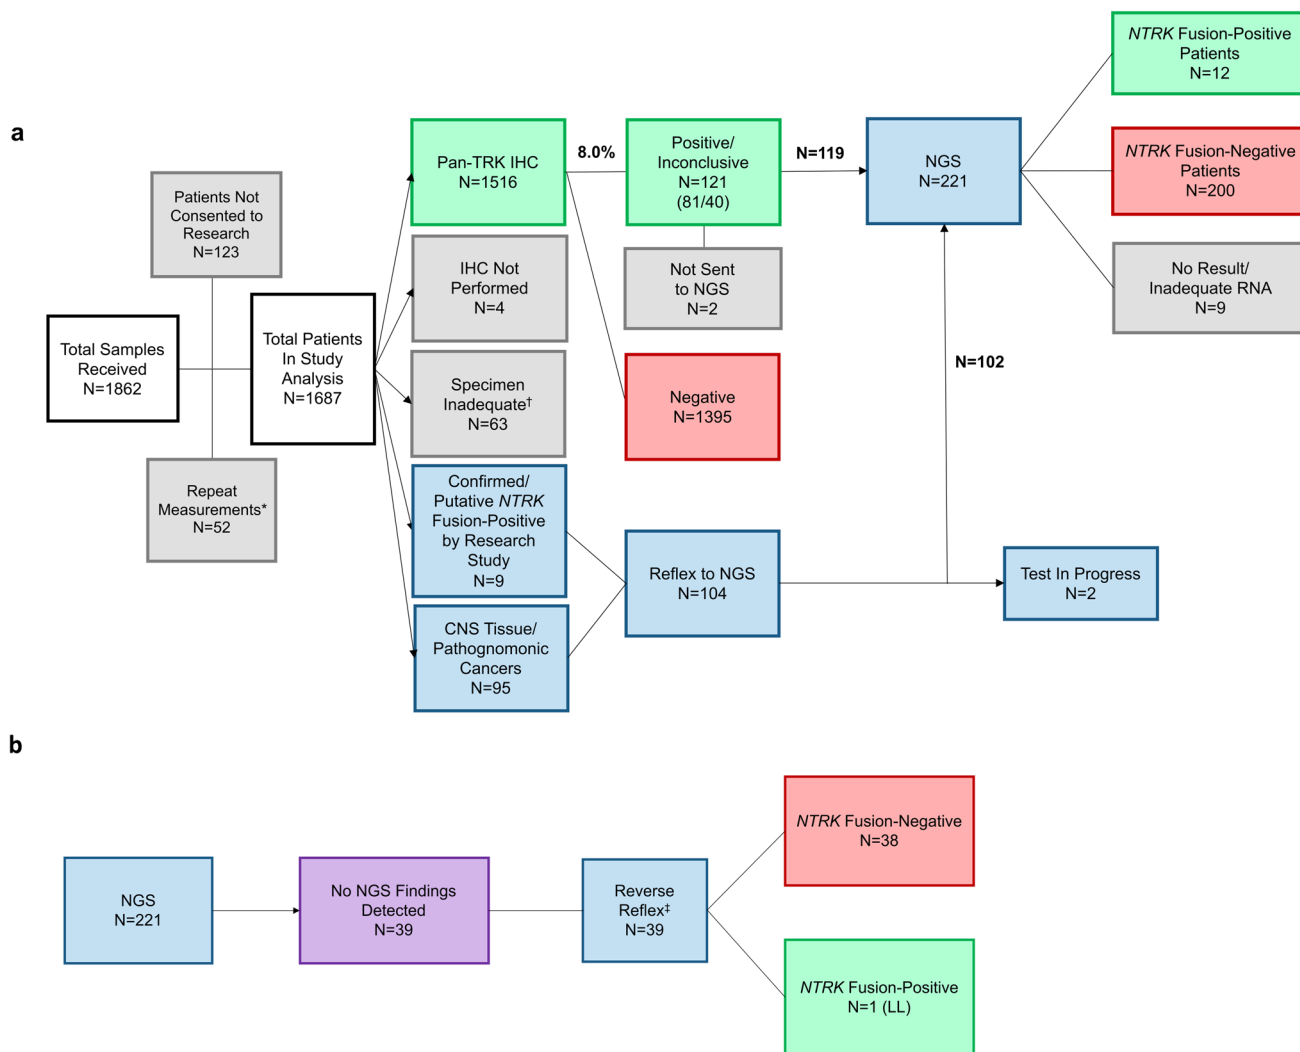 a
Total Samples
Received
N=1862
Patients Not
Consented to
Research
N=123
Repeat
Measurements*
N=52
Total Patients
In Study
Analysis
N=1687
Pan-TRK IHC
N=1516
IHC Not
Performed
N=4
Specimen
Inadequate†
N=63
Confirmed/
Putative NTRK
Fusion-Positive
by Research
Study
N=9
CNS Tissue/
Pathognomonic
Cancers
N=95
8.0%
Positive/
Inconclusive
N=121
(81/40)
Not Sent
to NGS
N=2
Negative
N=1395
Reflex to NGS
N=104
N=119
NGS
N=221
N=102
Test In Progress
N=2
NTRK Fusion-Positive
Patients
N=12
NTRK Fusion-Negative
Patients
N=200
No Result/
Inadequate RNA
N=9
b
NGS
N=221
No NGS Findings
Detected
N=39
Reverse
Reflex‡
N=39
NTRK Fusion-Negative
N=38
NTRK Fusion-Positive
N=1 (LL)